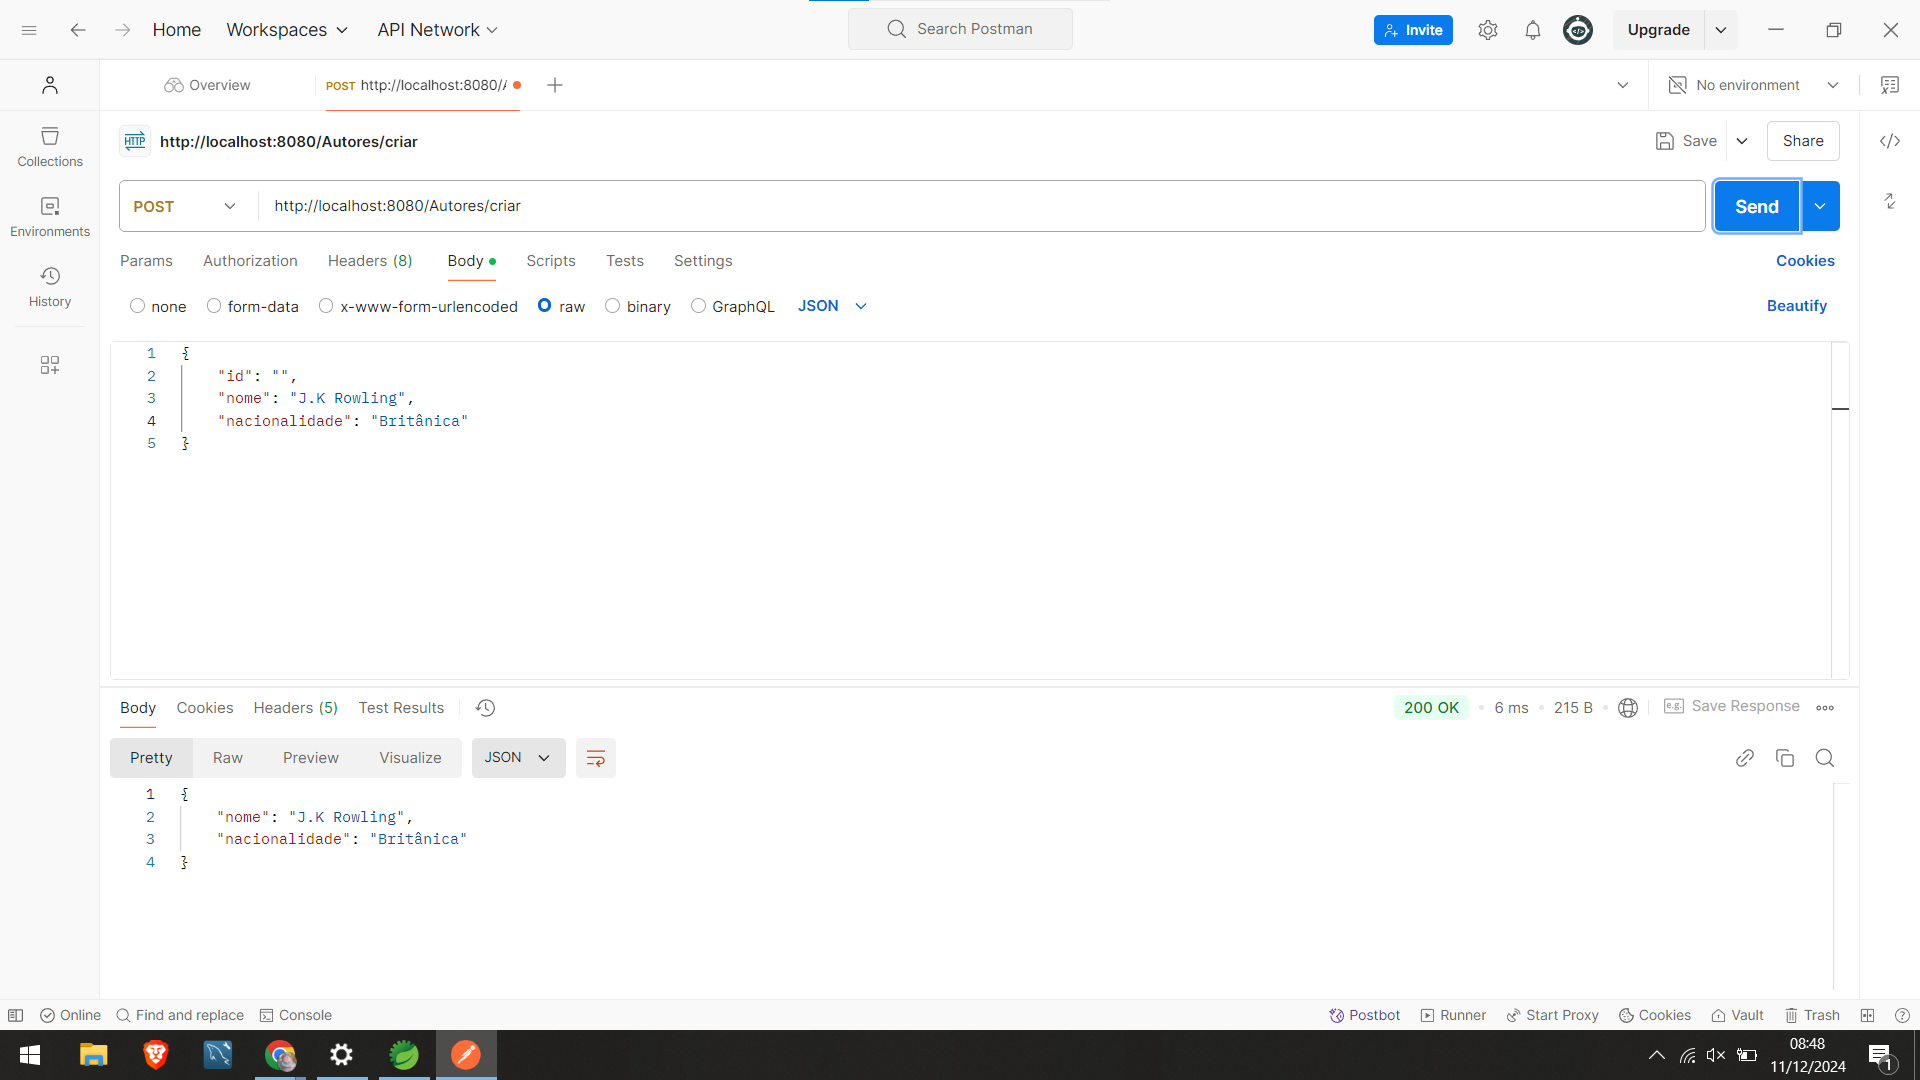 Home Workspaces API Network Search Postman Invite Upgrade
Overview POST http://localhost:8080/A No environment
HTTP http://localhost:8080/Autores/criar Save Share
POST http://localhost:8080/Autores/criar Send
Params Authorization Headers (8) Body Scripts Tests Settings Cookies
none form-data x-www-form-urlencoded raw binary GraphQL JSON Beautify
Collections
Environments
History
1 {
2 "id": "",
3 "nome": "J.K Rowling",
4 "nacionalidade": "Britânica"
5 }
Body Cookies Headers (5) Test Results 200 OK 6 ms 215 B e.g. Save Response
Pretty Raw Preview Visualize JSON
1 {
2 "nome": "J.K Rowling",
3 "nacionalidade": "Britânica"
4 }
Online Find and replace Console Postbot Runner Start Proxy Cookies Vault Trash
08:48
11/12/2024
1